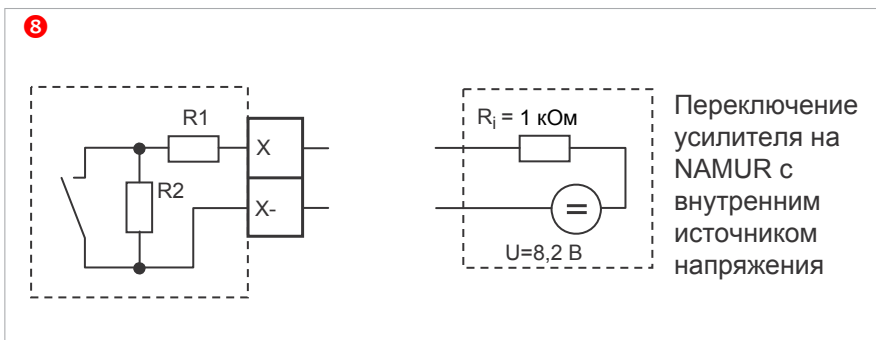 8
R1
R2
X
X-
Ri = 1 кОм
U=8,2 В
Переключение
усилителя на
NAMUR с
внутренним
источником
напряжения